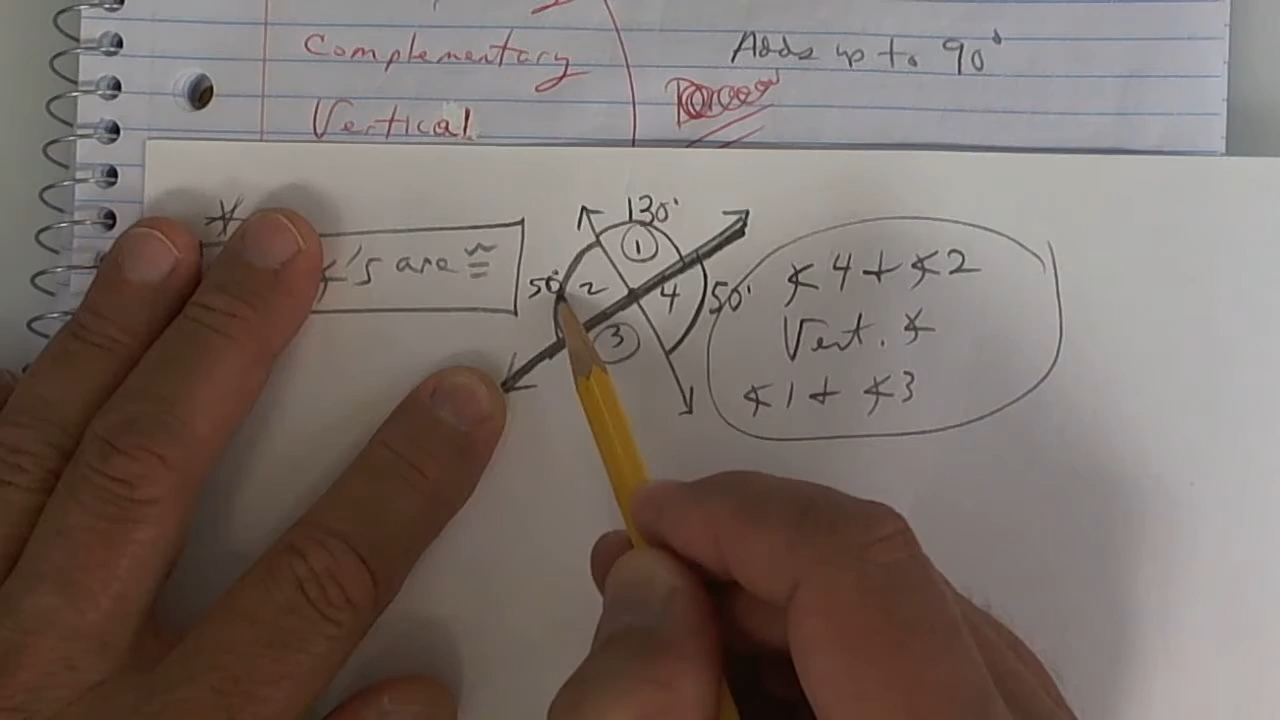 Complementary
Adds up to 90°
Vertical
*
∡'s are ≅
130°
1
50°
2
4
50°
3
∡4 + ∡2
Vert. ∡
∡1 + ∡3